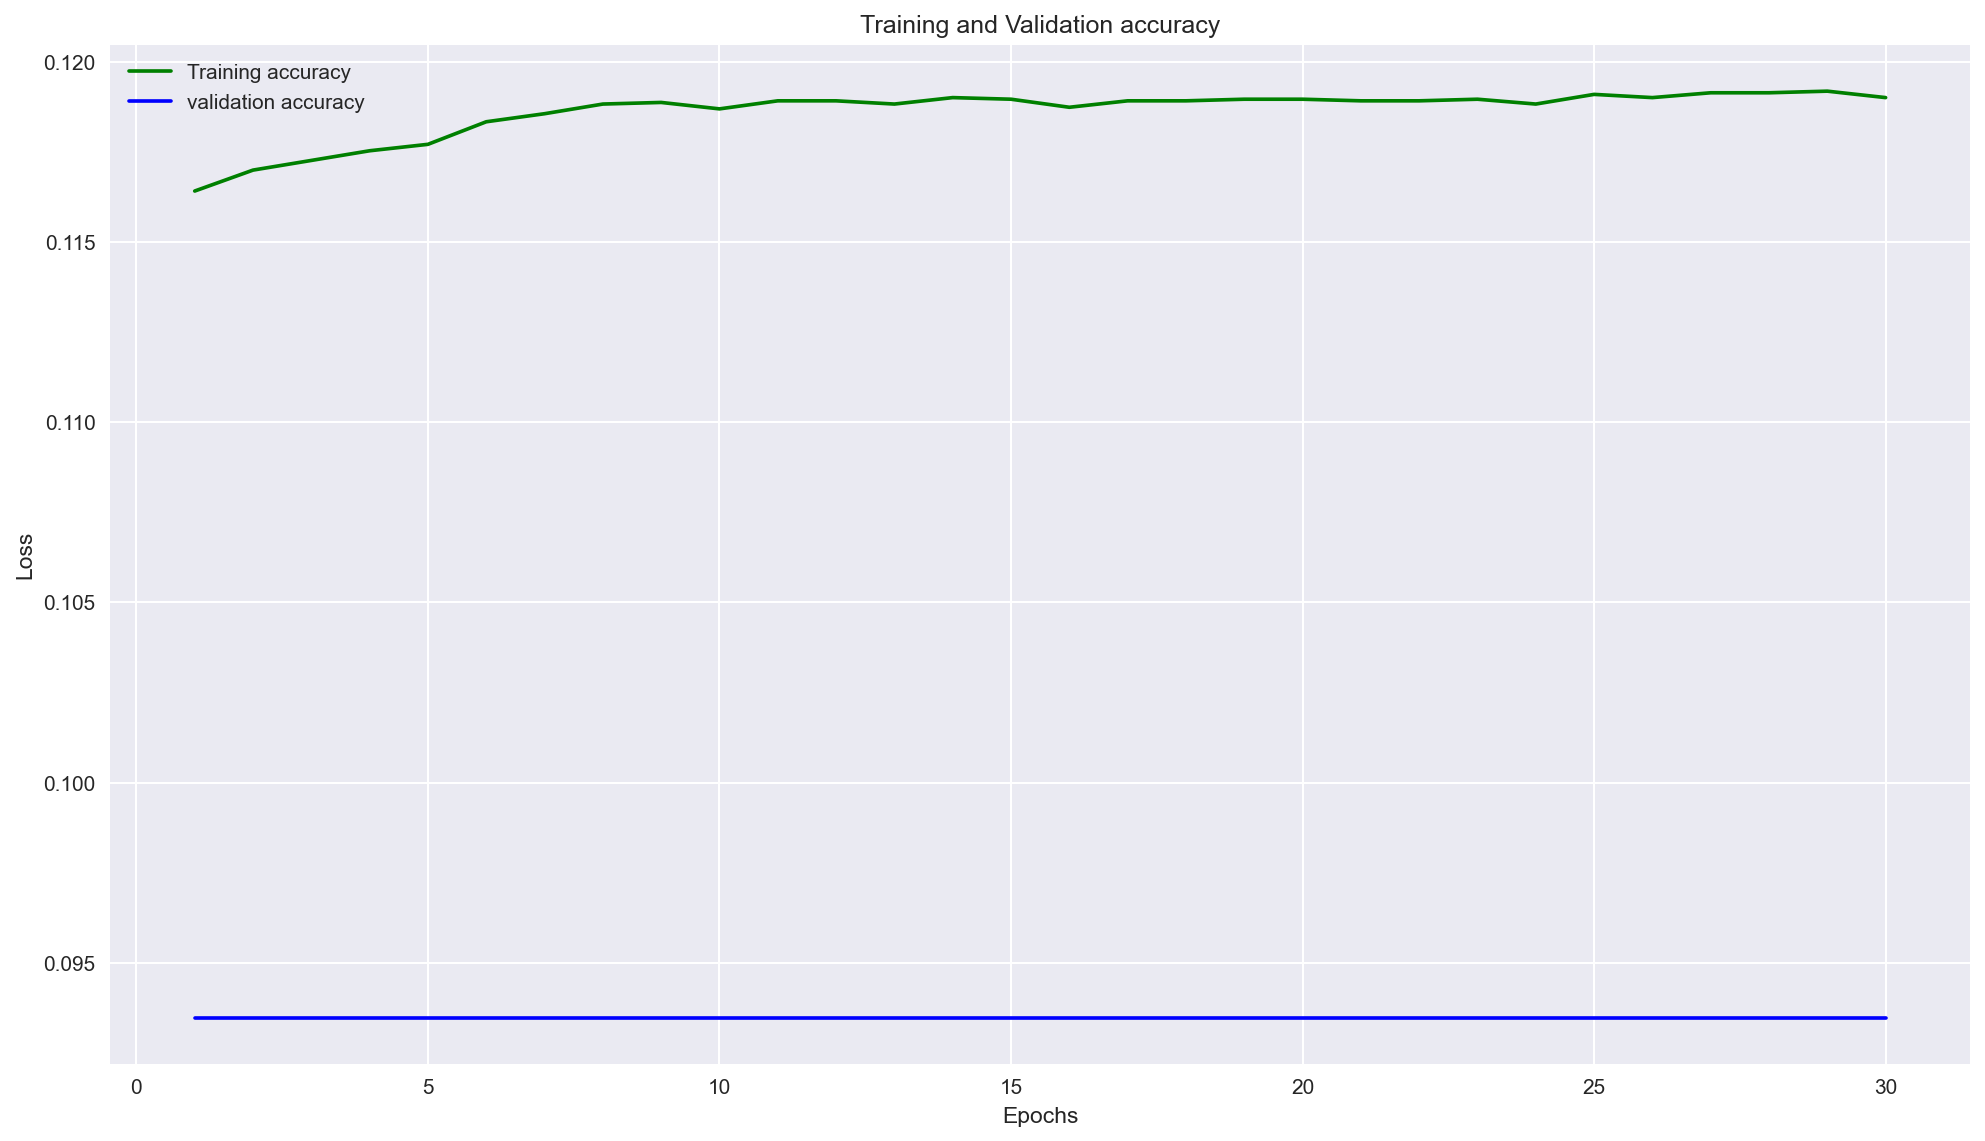 Training and Validation accuracy
Training accuracy
validation accuracy
0.120
0.115
0.110
0.105
0.100
0.095
Loss
0 5 10 15 20 25 30
Epochs